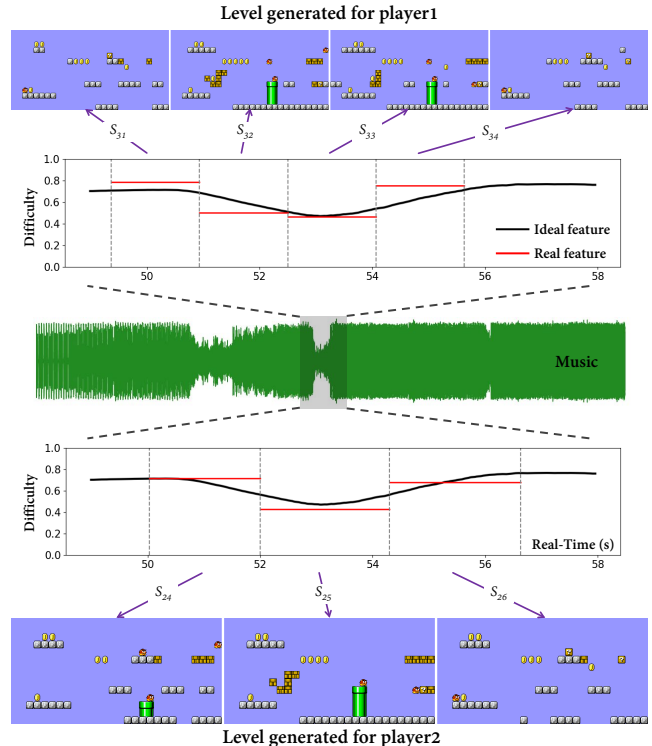 Level generated for player1
S31 S32 S33 S34
1.0
0.8
0.6
0.4
0.2
0.0
Difficulty
Ideal feature
Real feature
50 52 54 56 58
Music
1.0
0.8
0.6
0.4
0.2
0.0
Difficulty
Real-Time (s)
50 52 54 56 58
S24 S25 S26
Level generated for player2